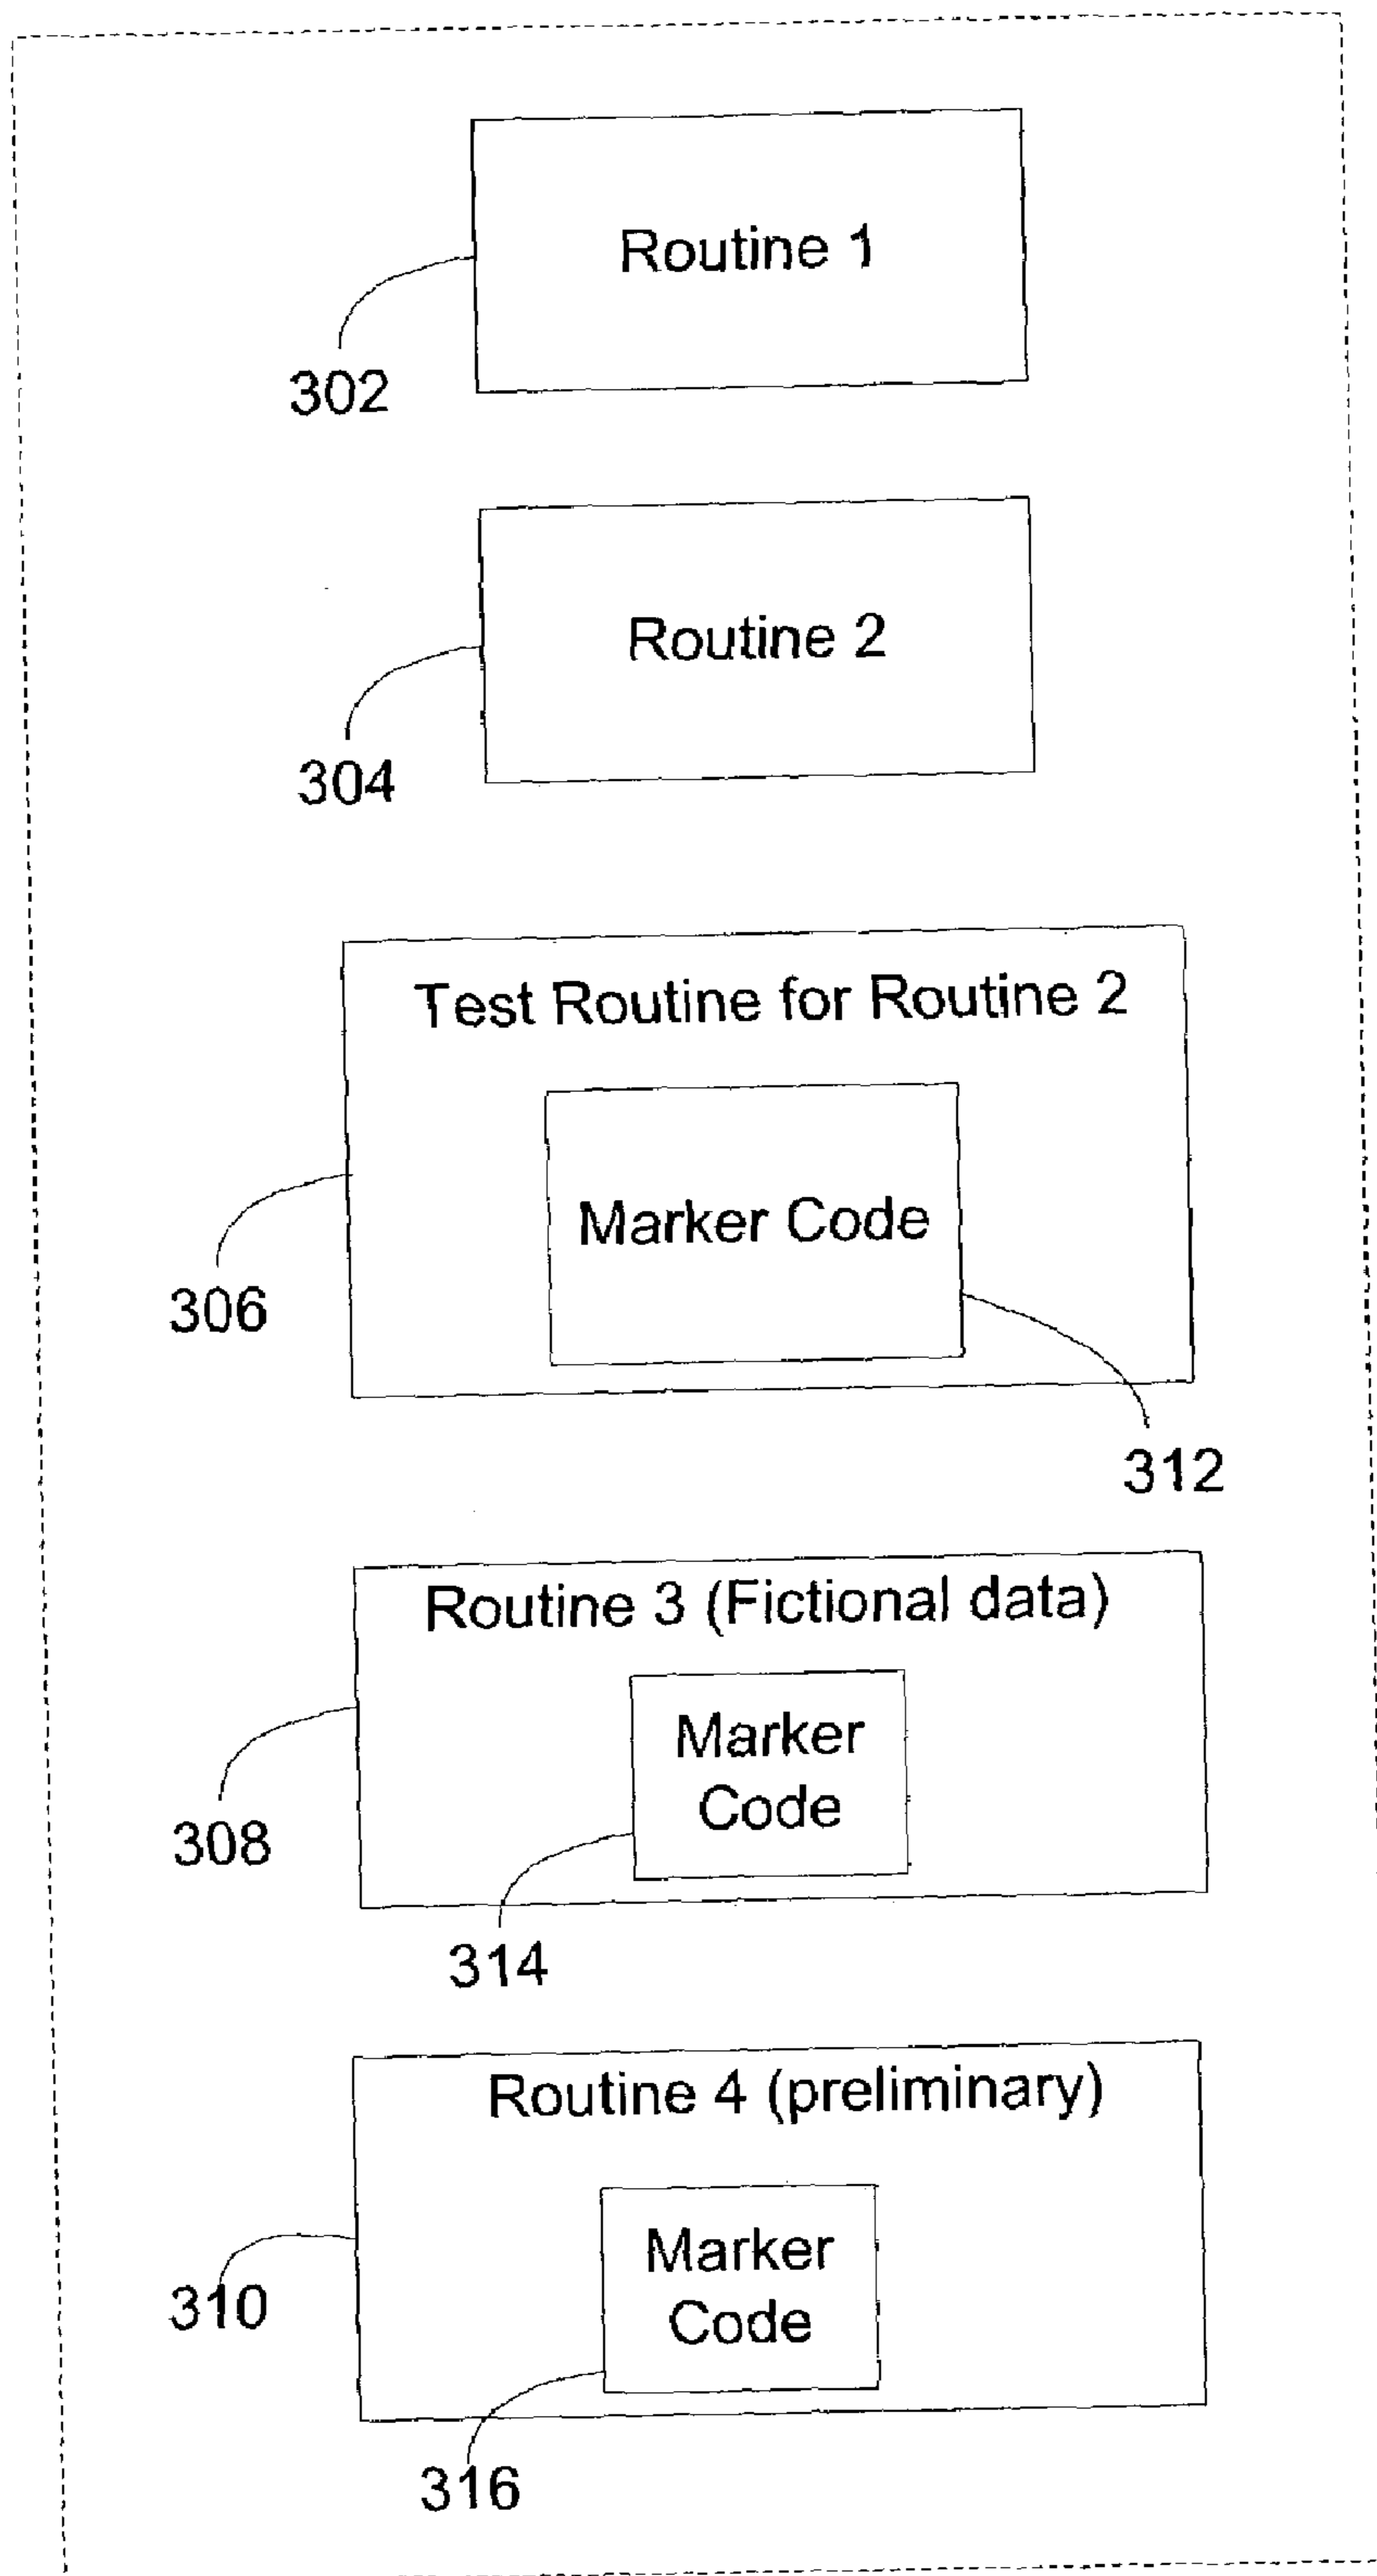 Routine 1
302
Routine 2
304
Test Routine for Routine 2
Marker Code
306
312
Routine 3 (Fictional data)
Marker
Code
308
314
Routine 4 (preliminary)
Marker
Code
310
316